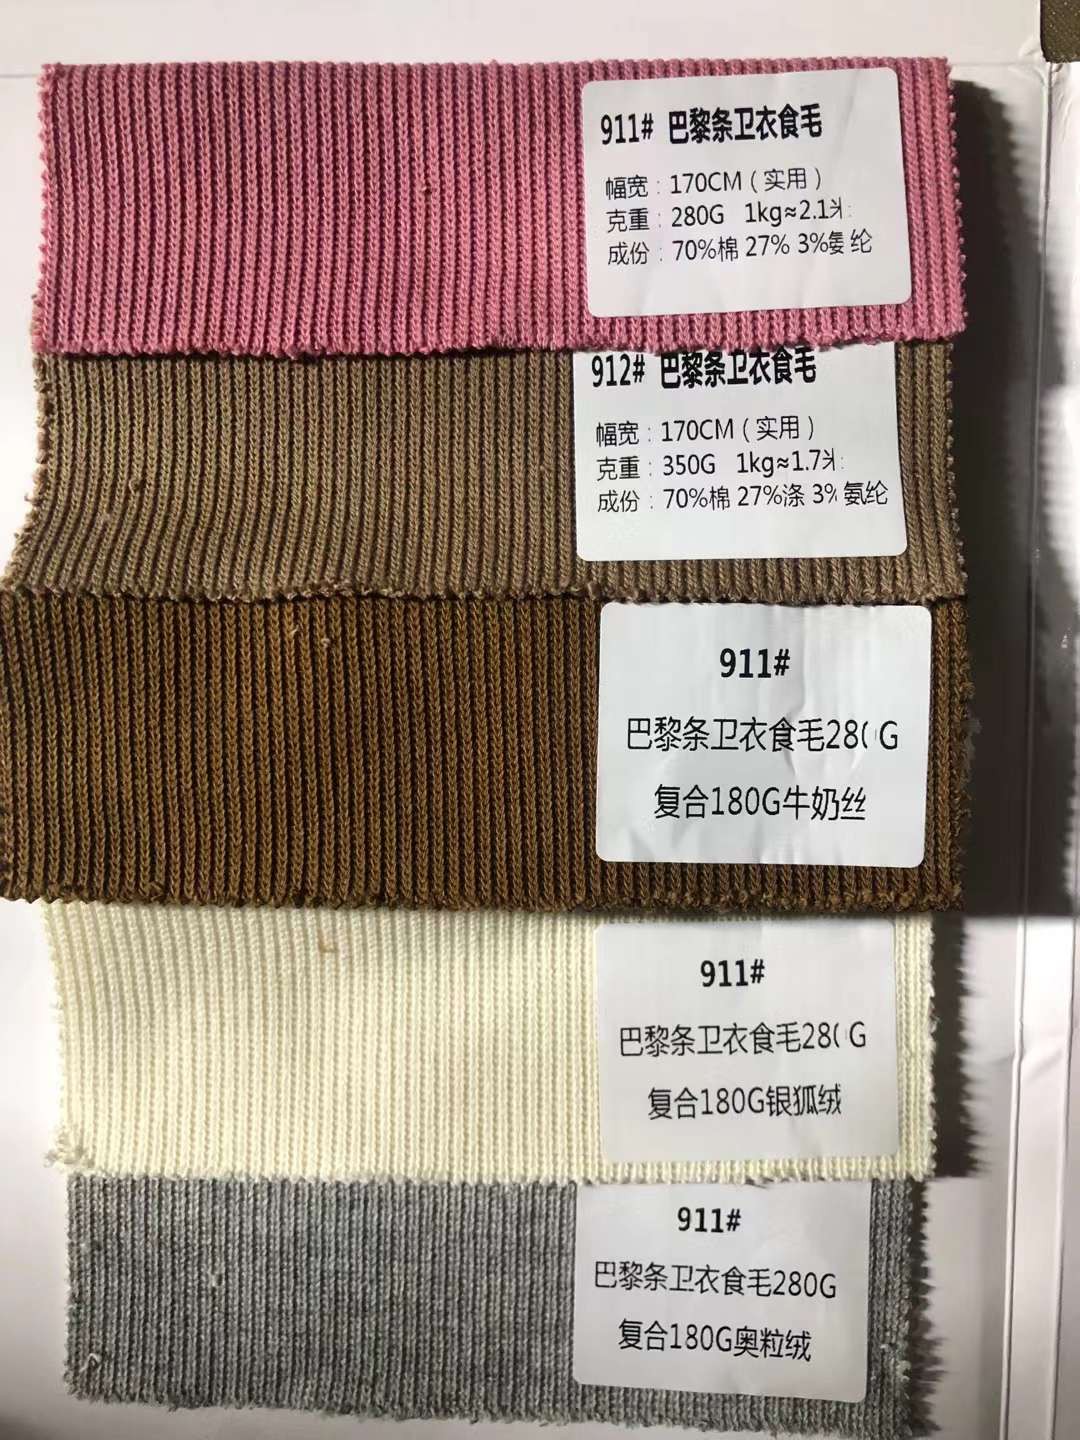 911# 巴黎条卫衣食毛
幅宽：170CM（实用）
克重：280G 1kg≈2.1米
成份：70%棉 27% 3%氨纶
912# 巴黎条卫衣食毛
幅宽：170CM（实用）
克重：350G 1kg≈1.7米
成份：70%棉 27%涤 3%氨纶
911#
巴黎条卫衣食毛280G
复合180G牛奶丝
911#
巴黎条卫衣食毛280G
复合180G银狐绒
911#
巴黎条卫衣食毛280G
复合180G奥粒绒